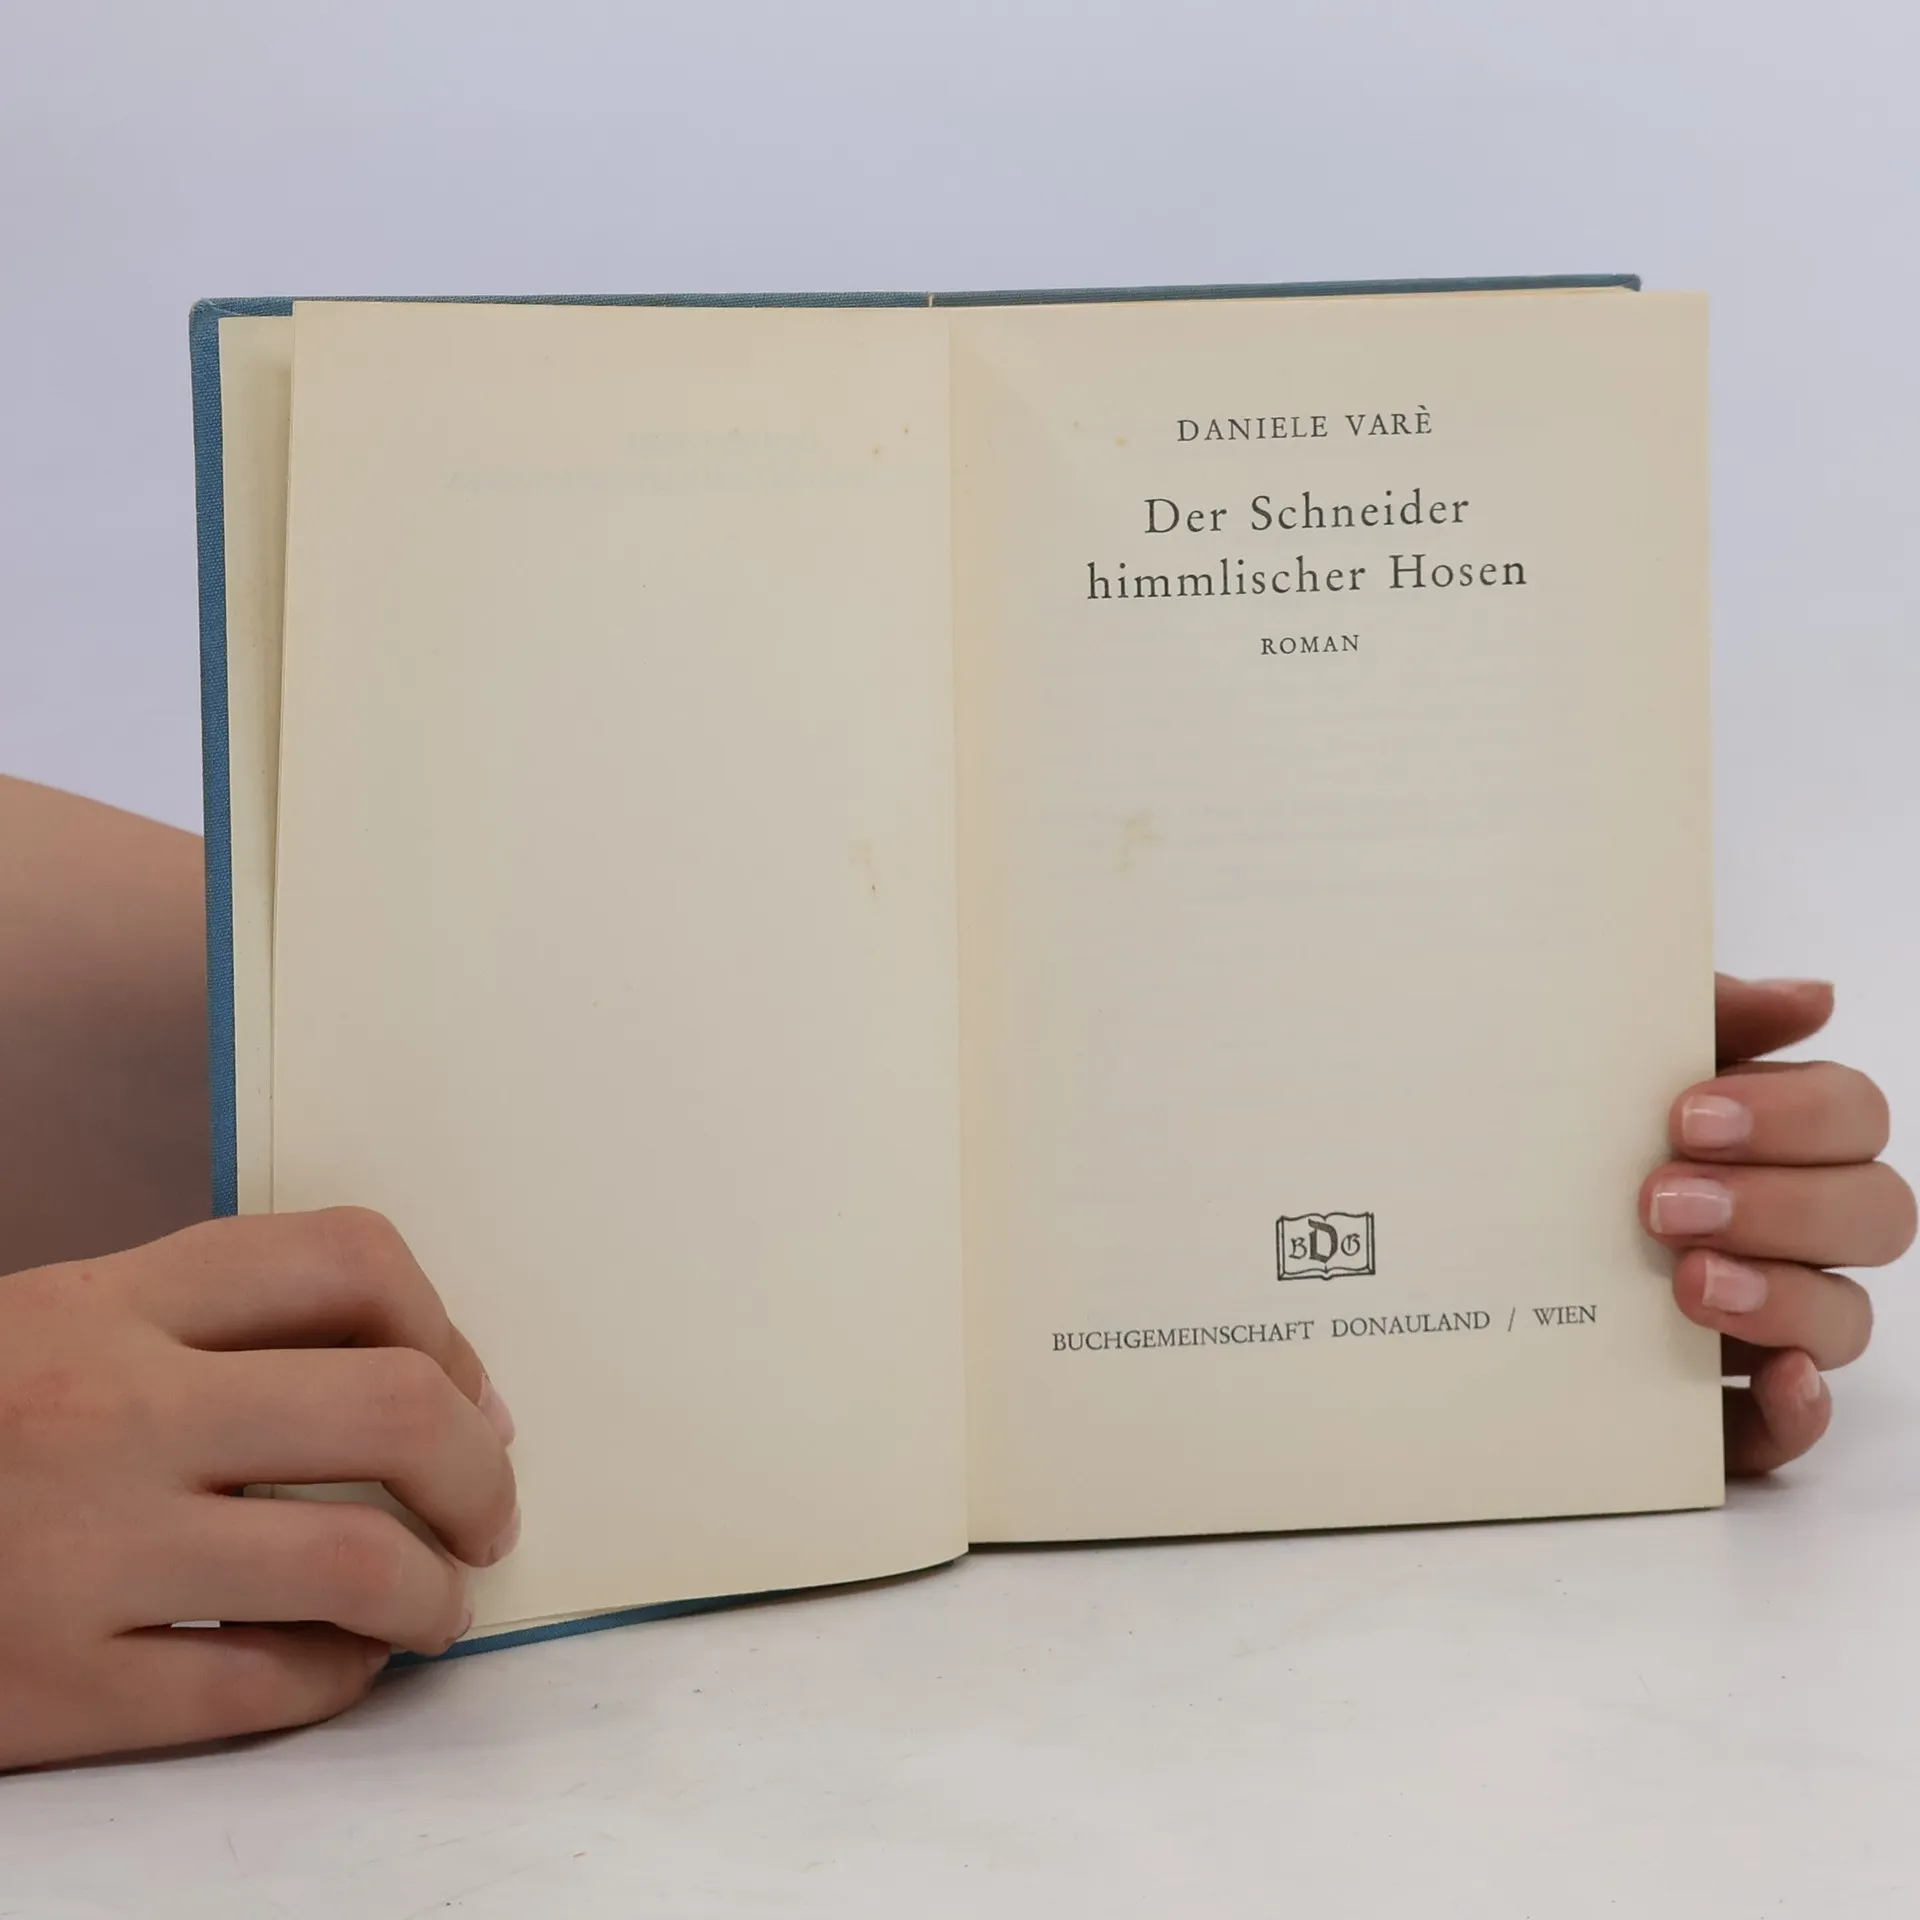 DANIELE VARÈ
Der Schneider
himmlischer Hosen
ROMAN
BDG
BUCHGEMEINSCHAFT DONAULAND / WIEN